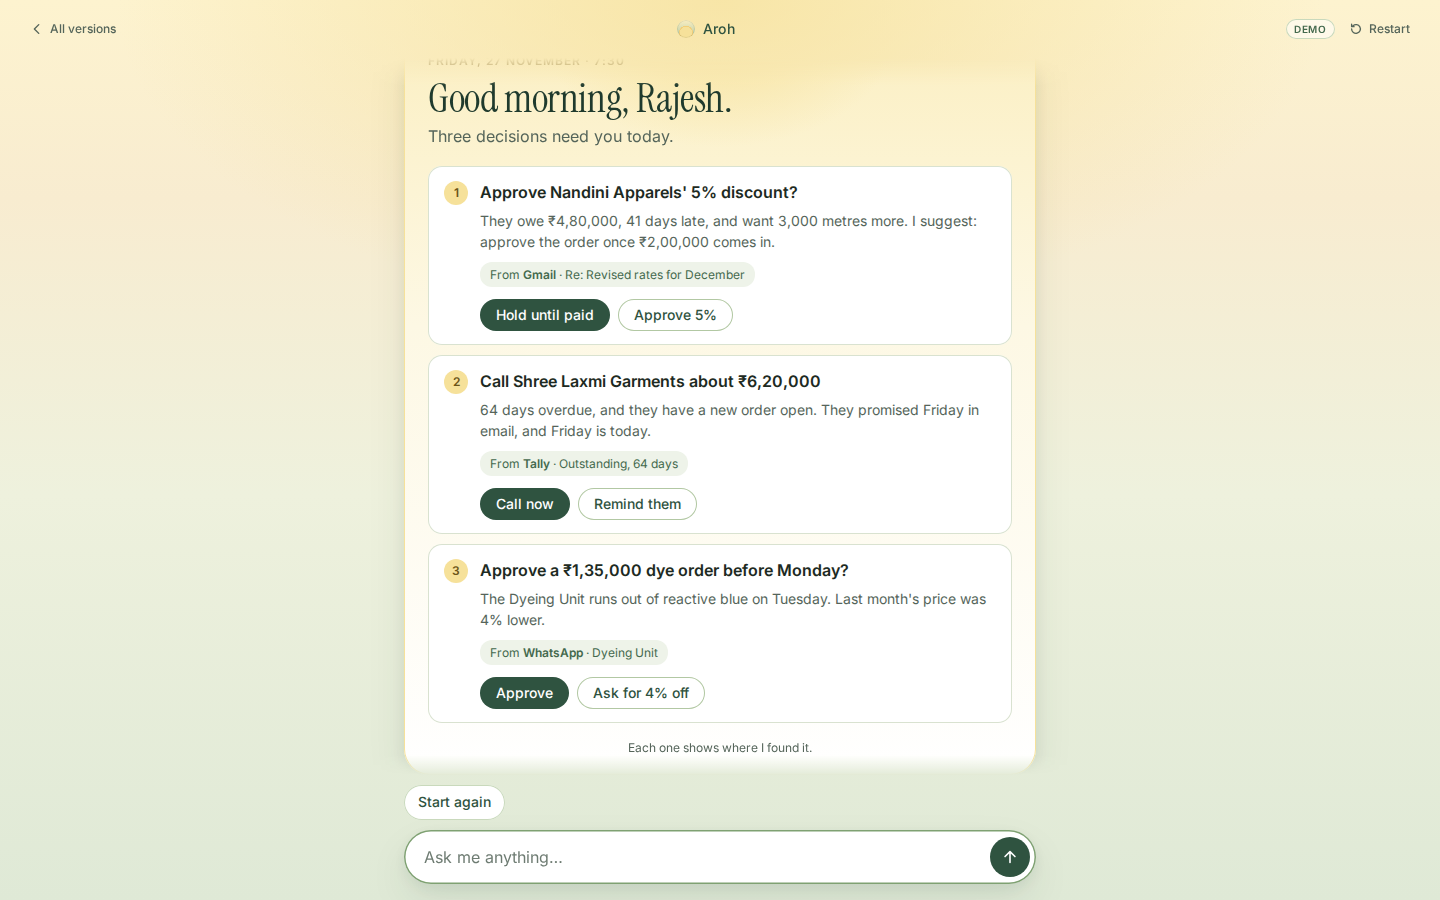 All versions
Aroh
DEMO
Restart
FRIDAY, 27 NOVEMBER · 7:30
Good morning, Rajesh.
Three decisions need you today.
1
Approve Nandini Apparels' 5% discount?
They owe ₹4,80,000, 41 days late, and want 3,000 metres more. I suggest:
approve the order once ₹2,00,000 comes in.
From Gmail · Re: Revised rates for December
Hold until paid
Approve 5%
2
Call Shree Laxmi Garments about ₹6,20,000
64 days overdue, and they have a new order open. They promised Friday in
email, and Friday is today.
From Tally · Outstanding, 64 days
Call now
Remind them
3
Approve a ₹1,35,000 dye order before Monday?
The Dyeing Unit runs out of reactive blue on Tuesday. Last month's price was
4% lower.
From WhatsApp · Dyeing Unit
Approve
Ask for 4% off
Each one shows where I found it.
Start again
Ask me anything...